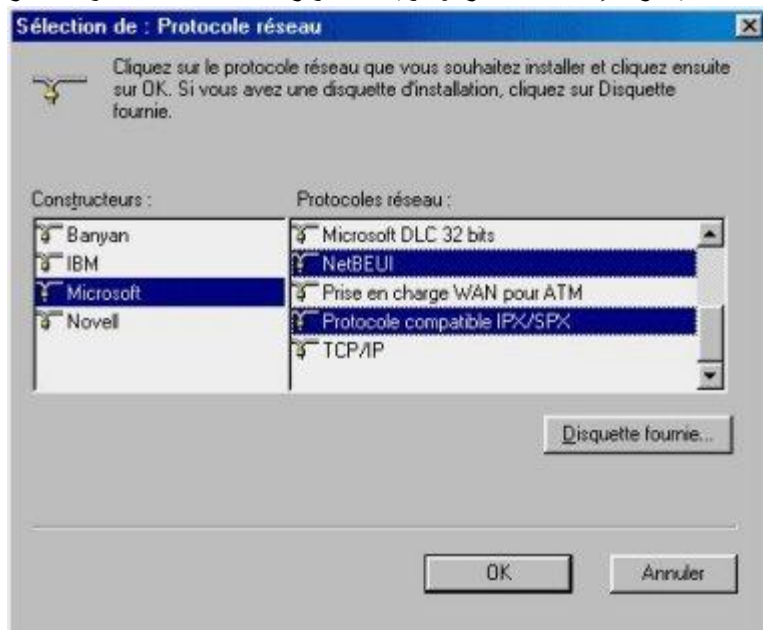 Sélection de : Protocole réseau
Cliquez sur le protocole réseau que vous souhaitez installer et cliquez ensuite
sur OK. Si vous avez une disquette d'installation, cliquez sur Disquette
fournie.
Constructeurs :
Protocoles réseau :
Banyan
IBM
Microsoft
Novell
Microsoft DLC 32 bits
NetBEUI
Prise en charge WAN pour ATM
Protocole compatible IPX/SPX
TCP/IP
Disquette fournie...
OK
Annuler